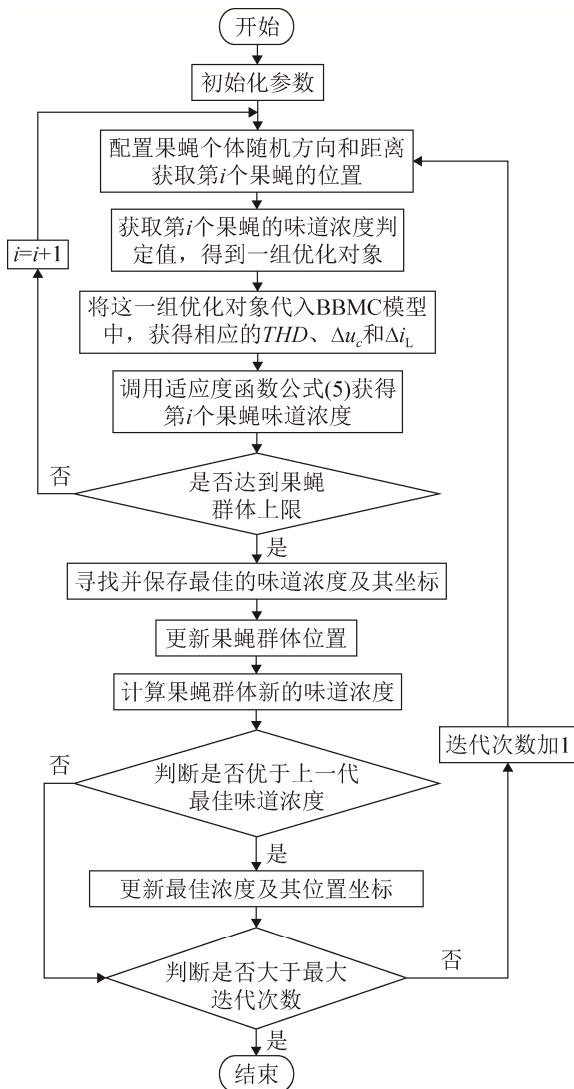 开始
初始化参数
配置果蝇个体随机方向和距离
获取第i个果蝇的位置
获取第i个果蝇的味道浓度判
定值，得到一组优化对象
i=i+1
将这一组优化对象代入BBMC模型
中，获得相应的THD、Δu_c和Δi_L
调用适应度函数公式(5)获得
第i个果蝇味道浓度
否
是否达到果蝇
群体上限
是
寻找并保存最佳的味道浓度及其坐标
更新果蝇群体位置
计算果蝇群体新的味道浓度
迭代次数加1
否
判断是否优于上一代
最佳味道浓度
是
更新最佳浓度及其位置坐标
判断是否大于最大
迭代次数
否
是
结束